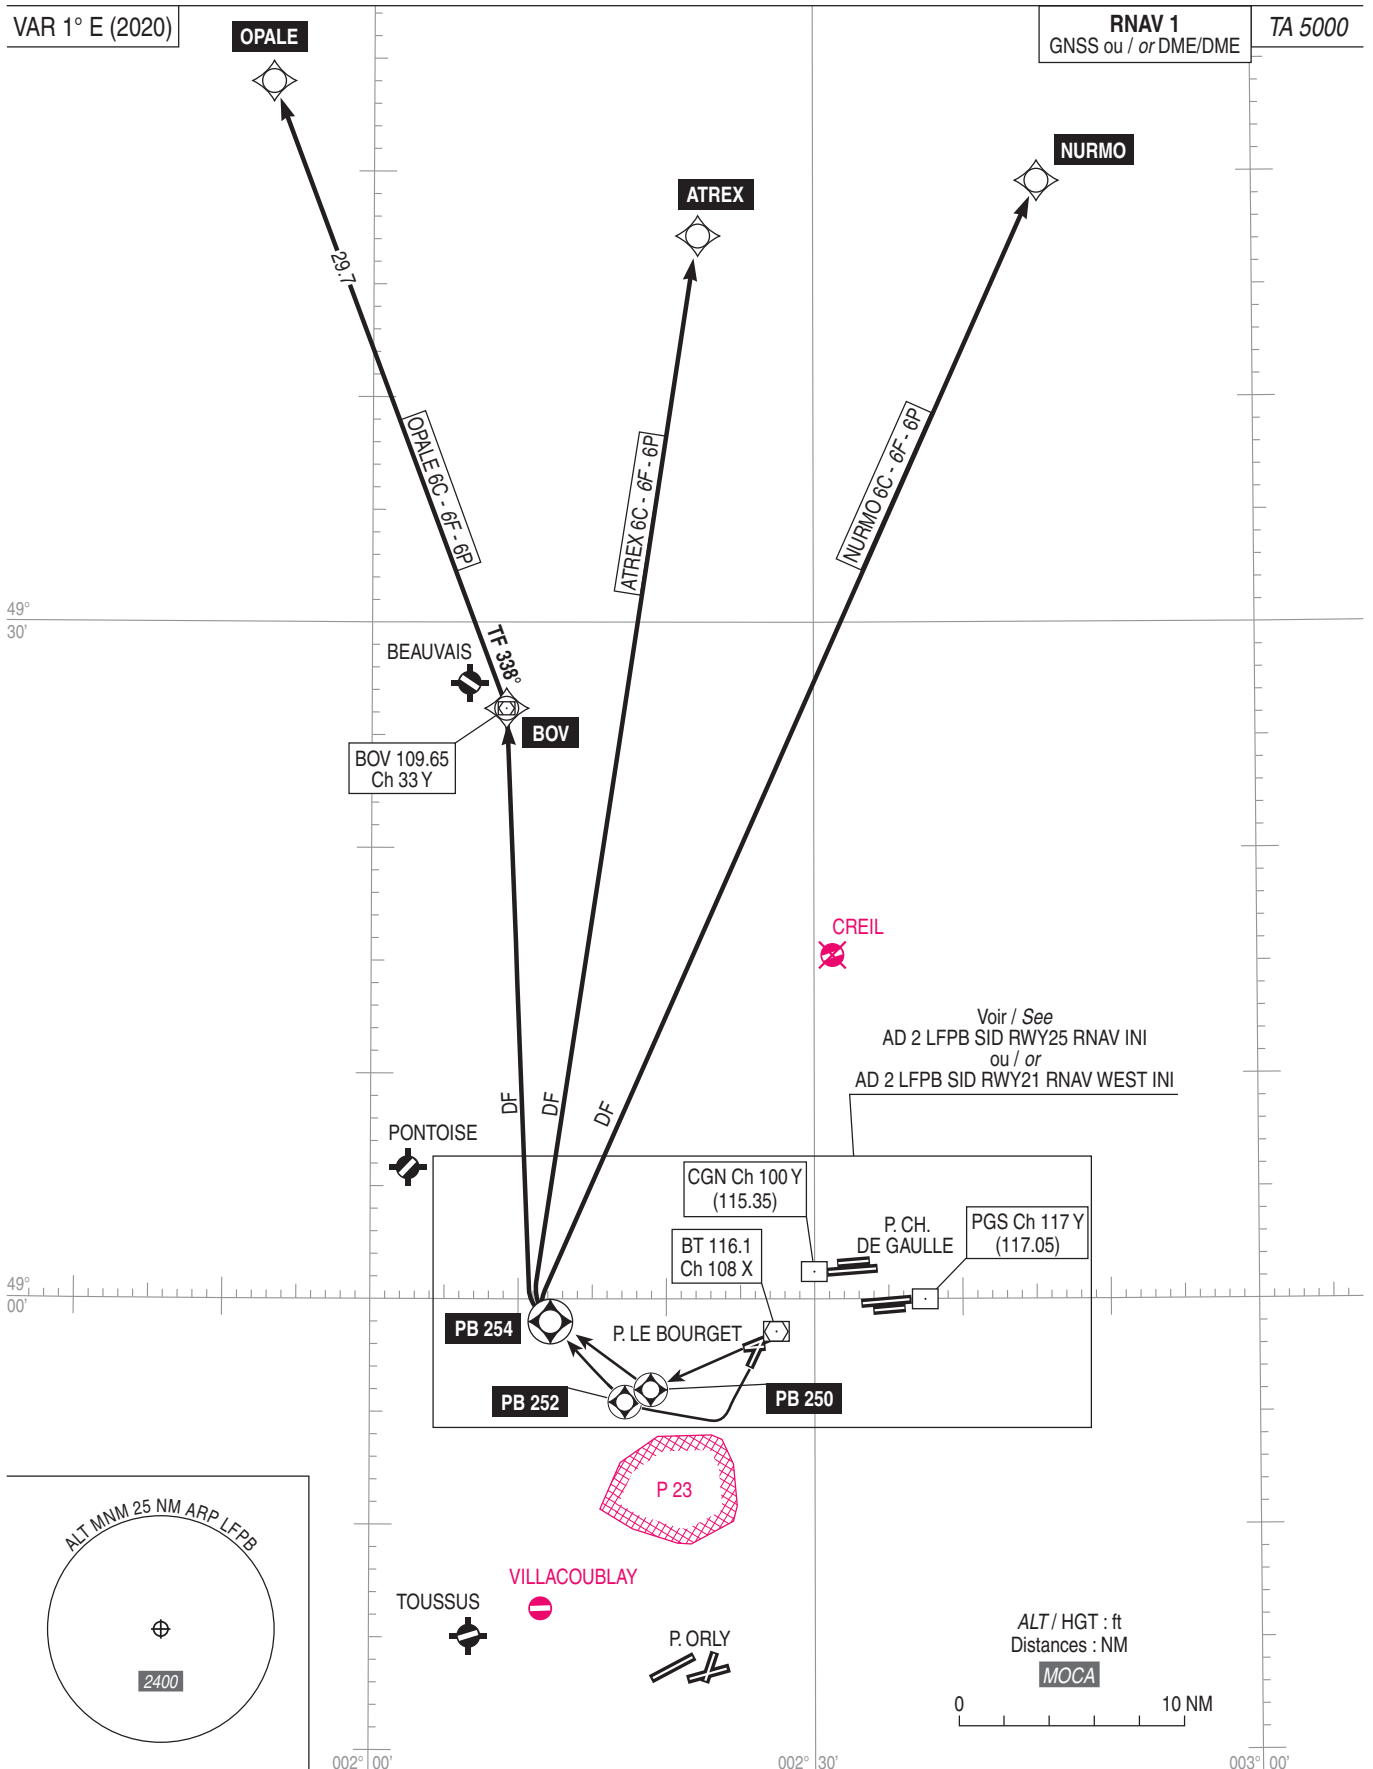 VAR 1° E (2020)
OPALE
RNAV 1
GNSS ou / or DME/DME
TA 5000
NURMO
ATREX
29.7
OPALE 6C - 6F - 6P
ATREX 6C - 6F - 6P
NURMO 6C - 6F - 6P
49°
30'
TF 338°
BEAUVAIS
BOV
BOV 109.65
Ch 33 Y
CREIL
Voir / See
AD 2 LFPB SID RWY25 RNAV INI
ou / or
AD 2 LFPB SID RWY21 RNAV WEST INI
DF
DF
DF
PONTOISE
CGN Ch 100 Y
(115.35)
P. CH.
DE GAULLE
PGS Ch 117 Y
(117.05)
BT 116.1
Ch 108 X
49°
00'
PB 254
P. LE BOURGET
PB 252
PB 250
P 23
ALT MNM 25 NM ARP LFPB
2400
VILLACOUBLAY
TOUSSUS
P. ORLY
ALT / HGT : ft
Distances : NM
MOCA
0
10 NM
002° 00'
002° 30'
003° 00'